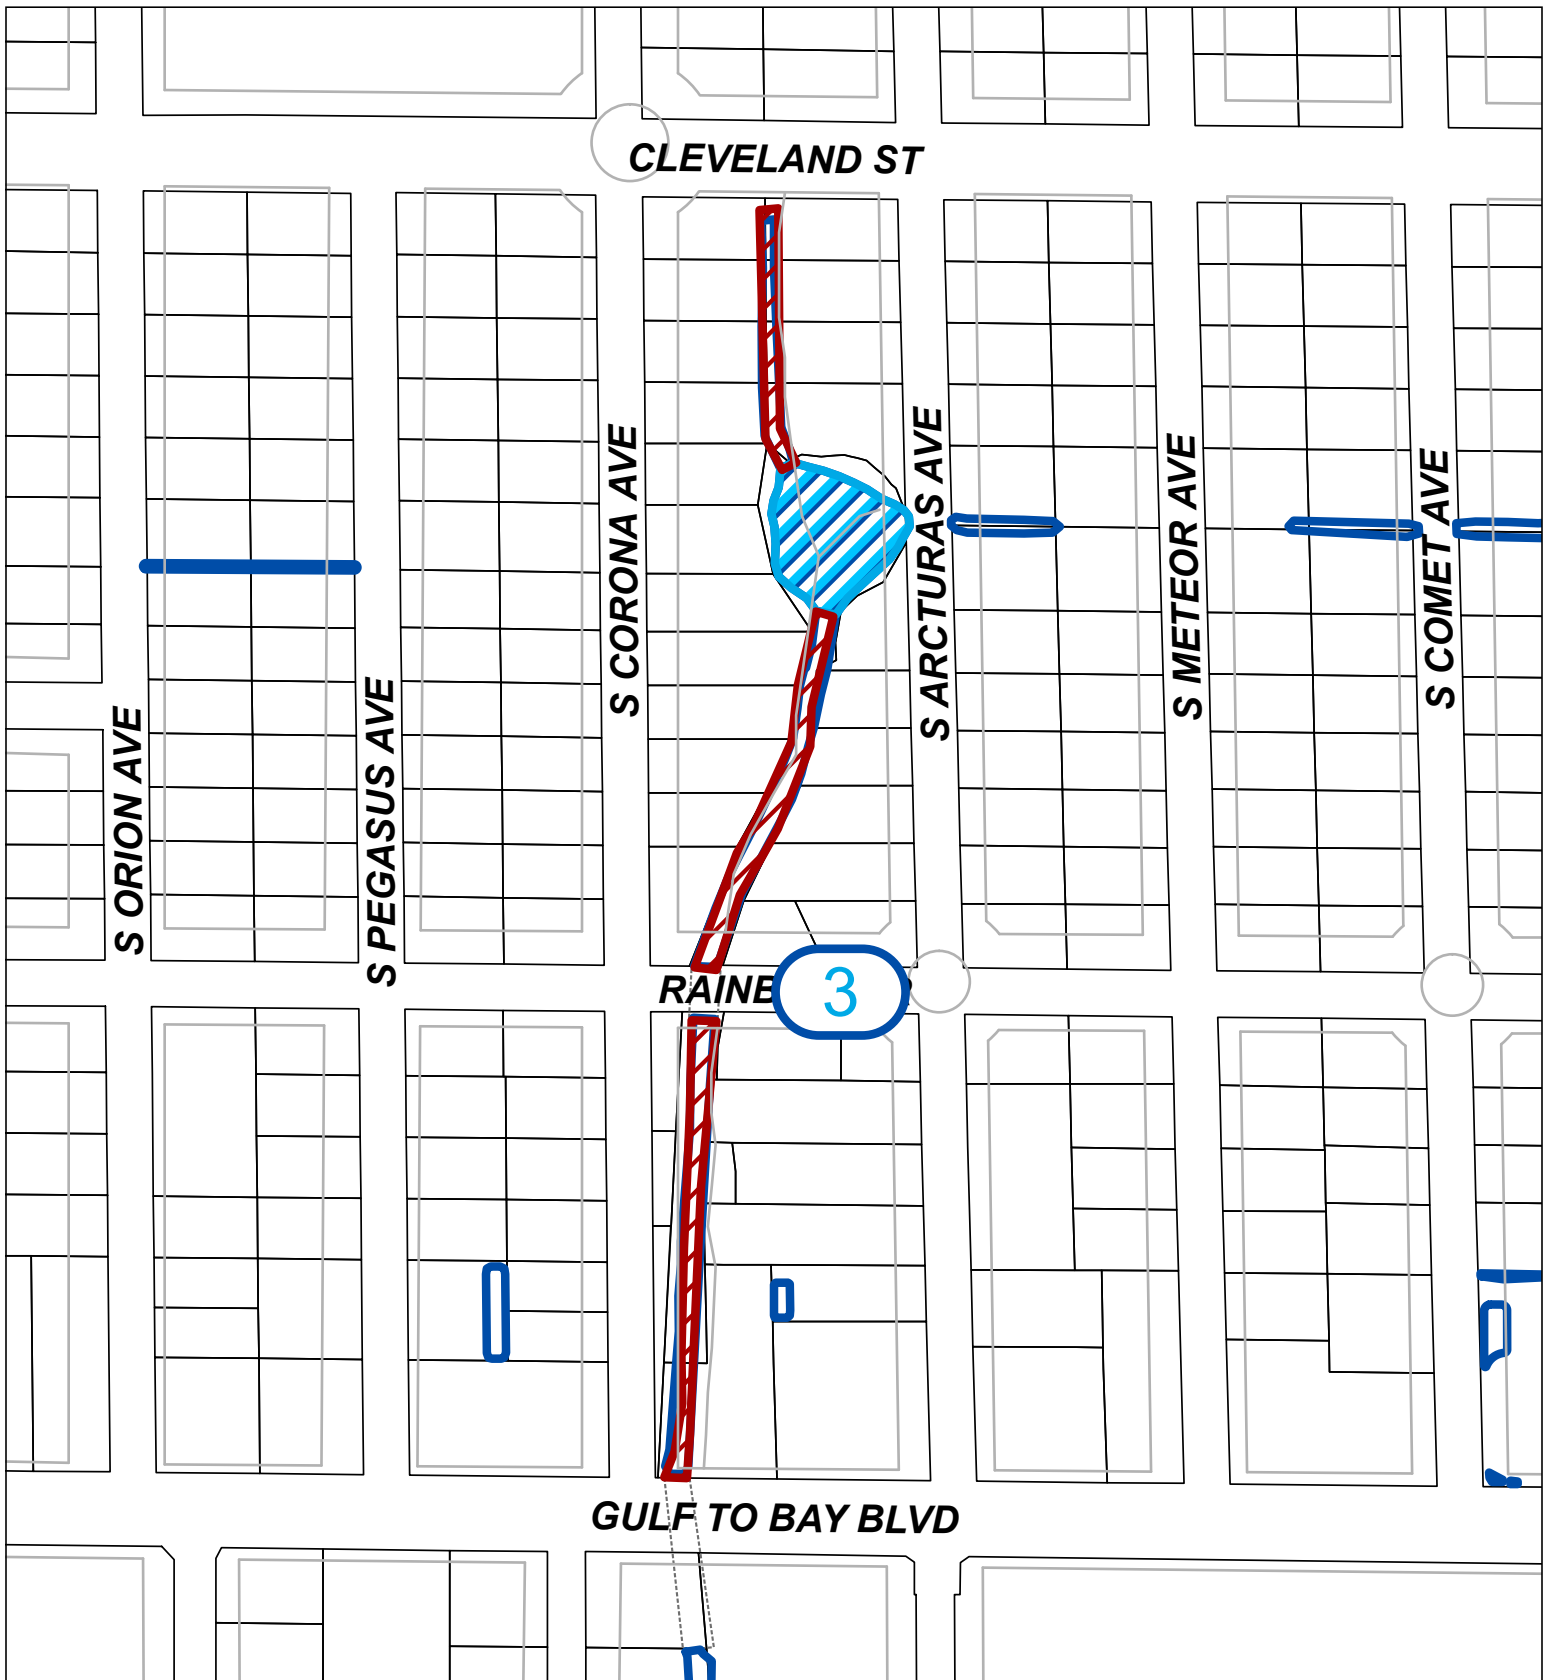 CLEVELAND ST
S CORONA AVE
S ARCTURAS AVE
S METEOR AVE
S COMET AVE
S ORION AVE
S PEGASUS AVE
3
GULF TO BAY BLVD